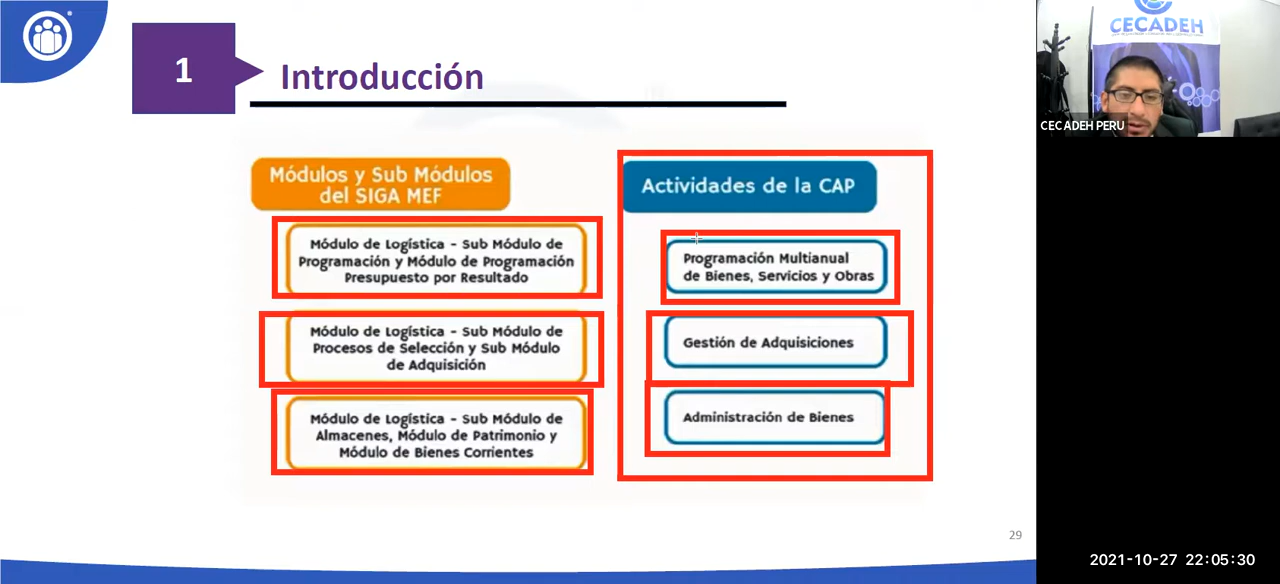 1
Introducción
Módulos y Sub Módulos
del SIGA MEF
Módulo de Logística - Sub Módulo de
Programación y Módulo de Programación
Presupuesto por Resultado
Módulo de Logística - Sub Módulo de
Procesos de Selección y Sub Módulo
de Adquisición
Módulo de Logística - Sub Módulo de
Almacenes, Módulo de Patrimonio y
Módulo de Bienes Corrientes
Actividades de la CAP
Programación Multianual
de Bienes, Servicios y Obras
Gestión de Adquisiciones
Administración de Bienes
29
CECADEH
CECADEH PERU
2021-10-27 22:05:30